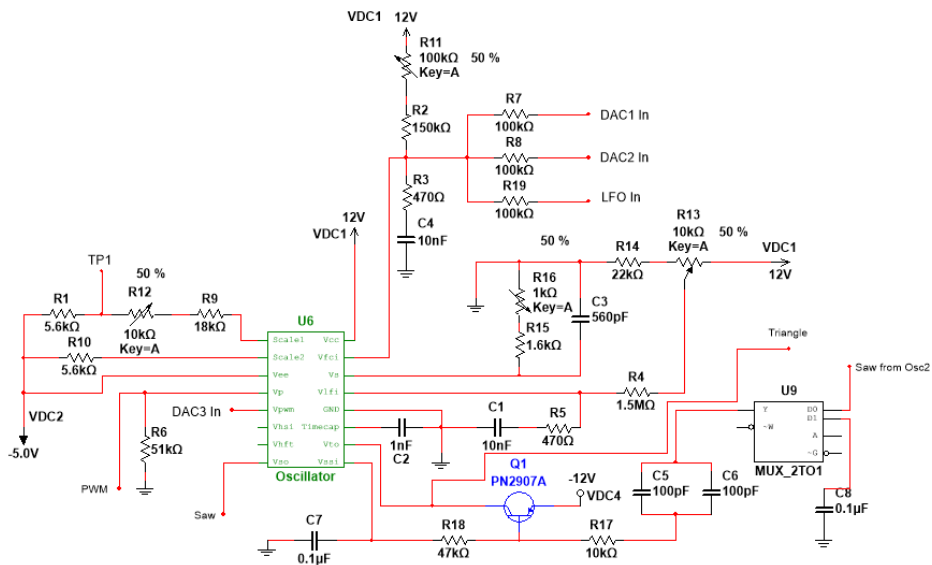 VDC1 12V
R11
100kΩ 50 %
Key=A
R2
150kΩ
R7
100kΩ
DAC1 In
R8
100kΩ
DAC2 In
R19
100kΩ
LFO In
R3
470Ω
C4
10nF
R13
10kΩ 50 %
Key=A
VDC1
12V
R14
22kΩ
50 %
R16
1kΩ
Key=A
R15
1.6kΩ
C3
560pF
12V
VDC1
TP1
50 %
R1
5.6kΩ
R12
10kΩ
Key=A
R9
18kΩ
R10
5.6kΩ
VDC2
-5.0V
R6
51kΩ
PWM
DAC3 In
Saw
U6
Scale1 Vcc
Scale2 Vfci
Vee Vs
Vp Vlfi
Vpwm GND
Vhsi Timecap
Vhft Vto
Vso Vssi
Oscillator
1nF
C2
C1
10nF
R5
470Ω
R4
1.5MΩ
Triangle
Saw from Osc2
U9
Y D0
D1
~W
A
~G
MUX_2TO1
Q1
PN2907A
-12V
VDC4
C5
100pF
C6
100pF
C8
0.1µF
C7
0.1µF
R18
47kΩ
R17
10kΩ